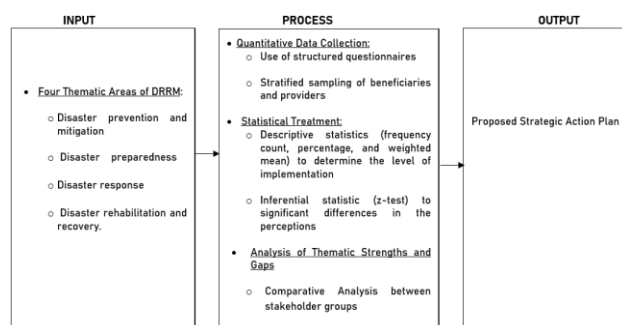 INPUT
• Four Thematic Areas of DRRM:
○ Disaster prevention and
mitigation
○ Disaster preparedness
○ Disaster response
○ Disaster rehabilitation and
recovery.
PROCESS
• Quantitative Data Collection:
○ Use of structured questionnaires
○ Stratified sampling of beneficiaries
and providers
• Statistical Treatment:
○ Descriptive statistics (frequency
count, percentage, and weighted
mean) to determine the level of
implementation
○ Inferential statistic (z-test) to
significant differences in the
perceptions
• Analysis of Thematic Strengths and
Gaps
○ Comparative Analysis between
stakeholder groups
OUTPUT
Proposed Strategic Action Plan